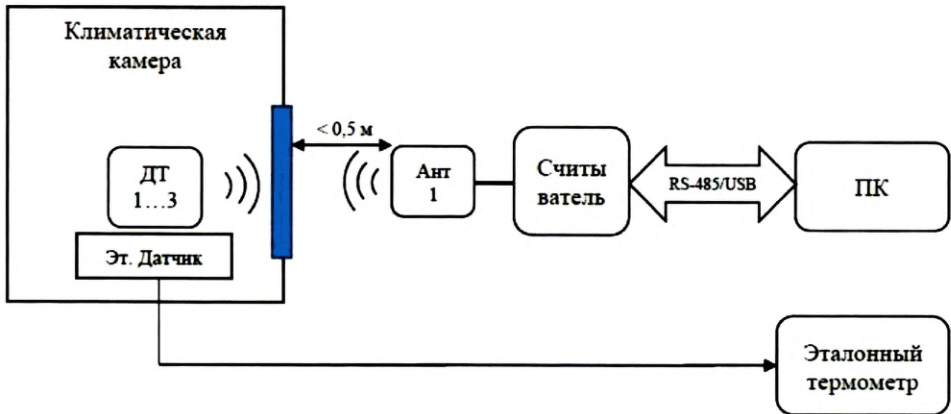 Климатическая
камера
< 0,5 м
ДТ
1...3
Ант
1
Считы
ватель
RS-485/USB
ПК
Эт. Датчик
Эталонный
термометр